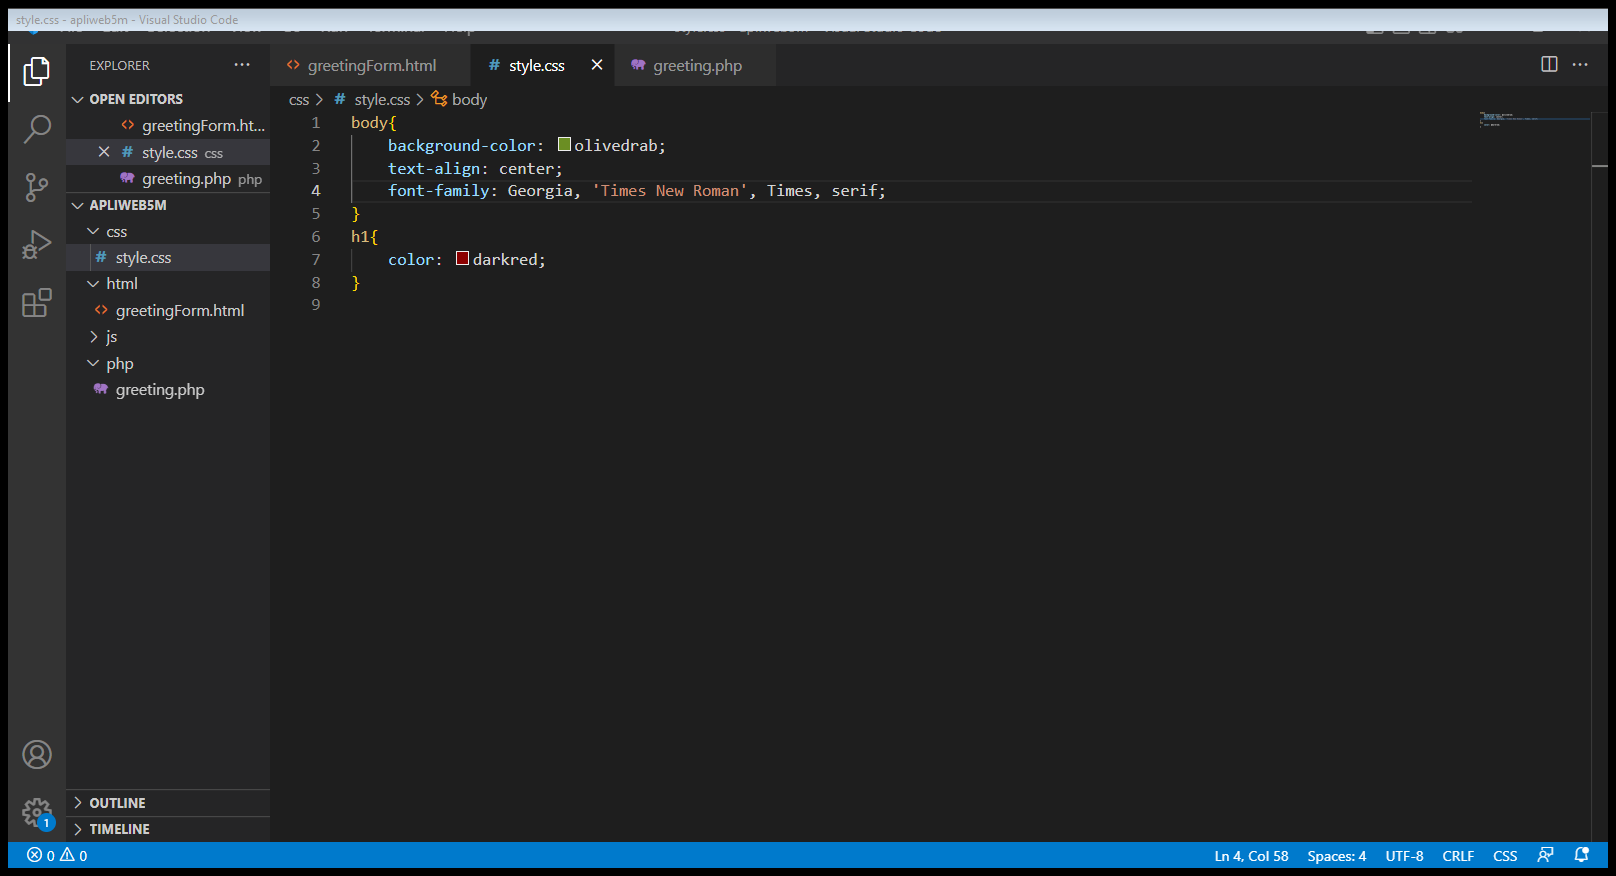 style.css - apliweb5m - Visual Studio Code
EXPLORER
OPEN EDITORS
greetingForm.ht...
style.css css
greeting.php php
APLIWEB5M
css
style.css
html
greetingForm.html
js
php
greeting.php
OUTLINE
TIMELINE
greetingForm.html
style.css
greeting.php
css > # style.css > body
1 body{
2 background-color: olivedrab;
3 text-align: center;
4 font-family: Georgia, 'Times New Roman', Times, serif;
5 }
6 h1{
7 color: darkred;
8 }
9
1
0 0
Ln 4, Col 58 Spaces: 4 UTF-8 CRLF CSS